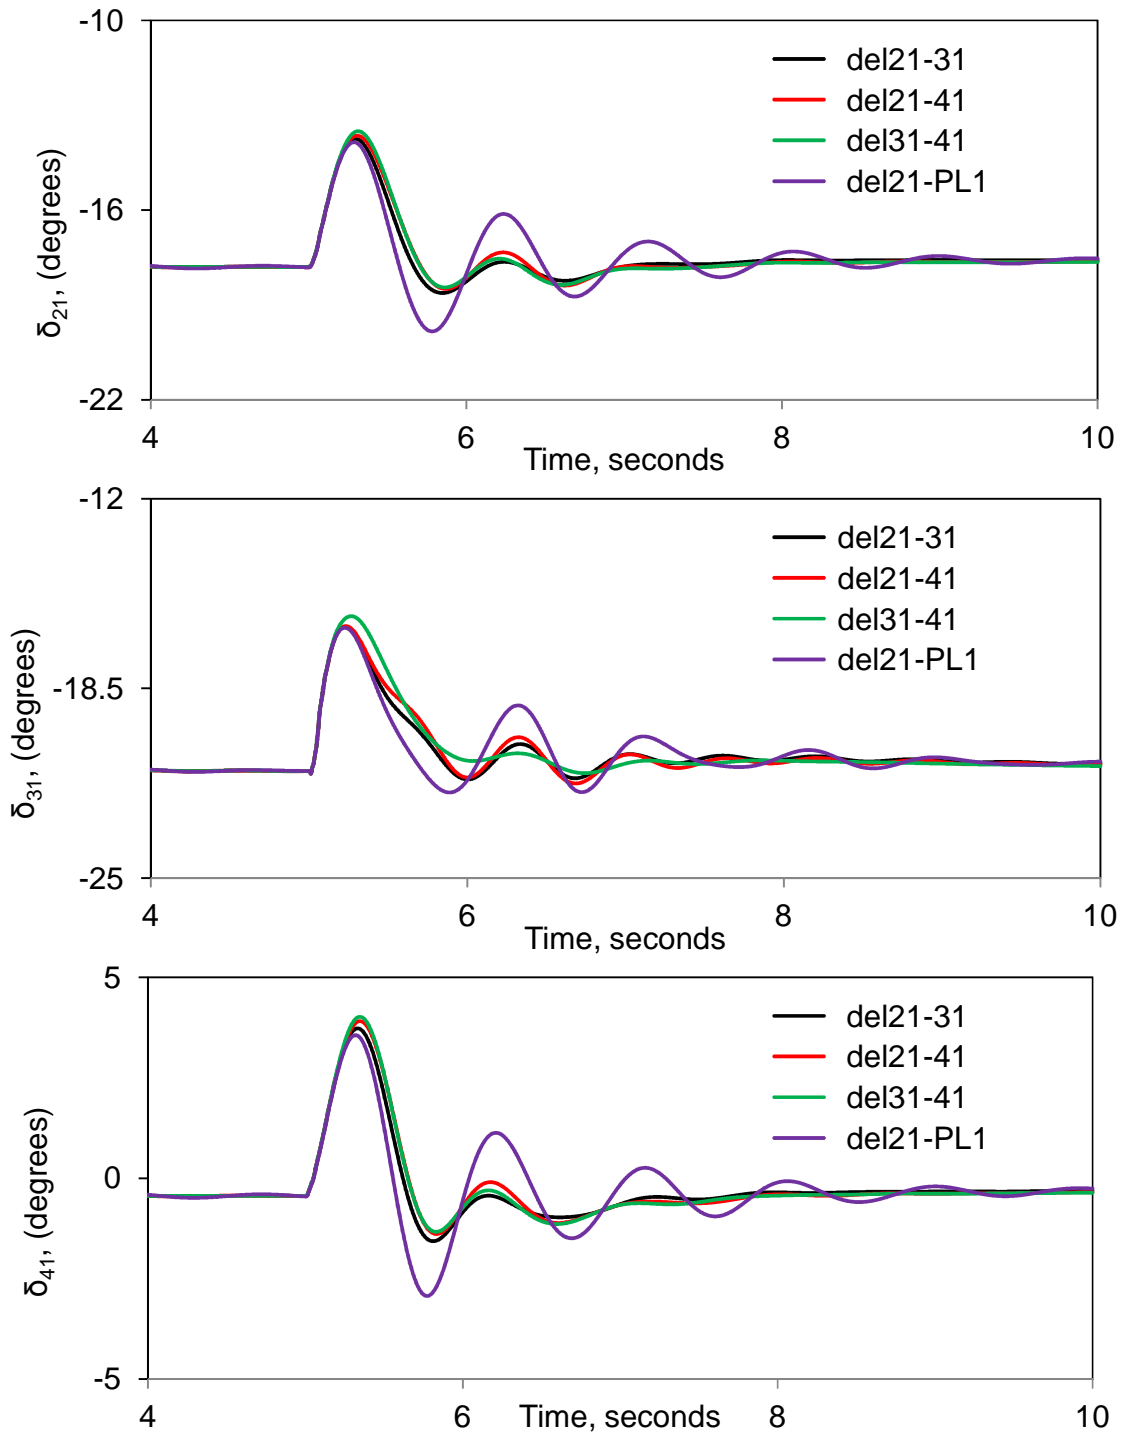 -10
del21-31
del21-41
del31-41
del21-PL1
-16
δ21, (degrees)
-22
4 6 8 10
Time, seconds
-12
del21-31
del21-41
del31-41
del21-PL1
-18.5
δ31, (degrees)
-25
4 6 8 10
Time, seconds
5
del21-31
del21-41
del31-41
del21-PL1
0
δ41, (degrees)
-5
4 6 8 10
Time, seconds